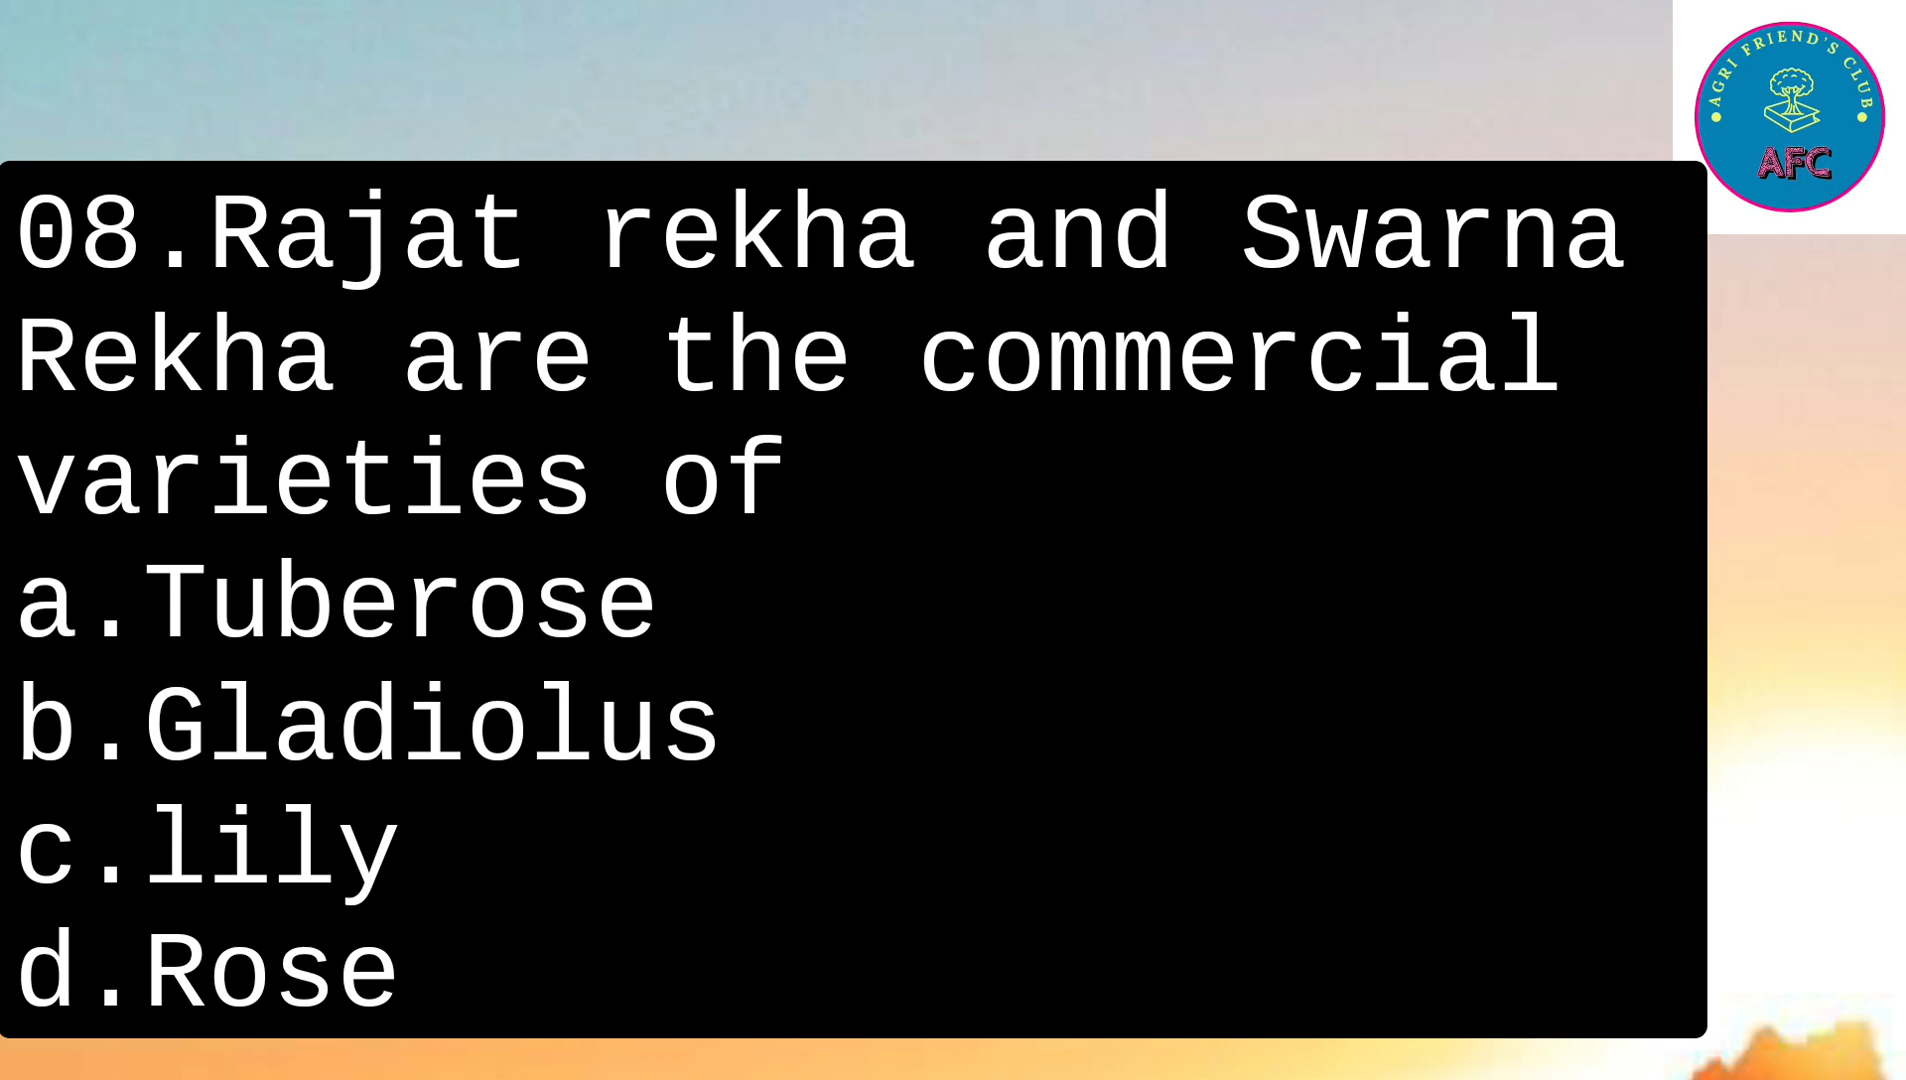 AGRI FRIEND'S CLUB
AFC
08.Rajat rekha and Swarna
Rekha are the commercial
varieties of
a.Tuberose
b.Gladiolus
c.lily
d.Rose